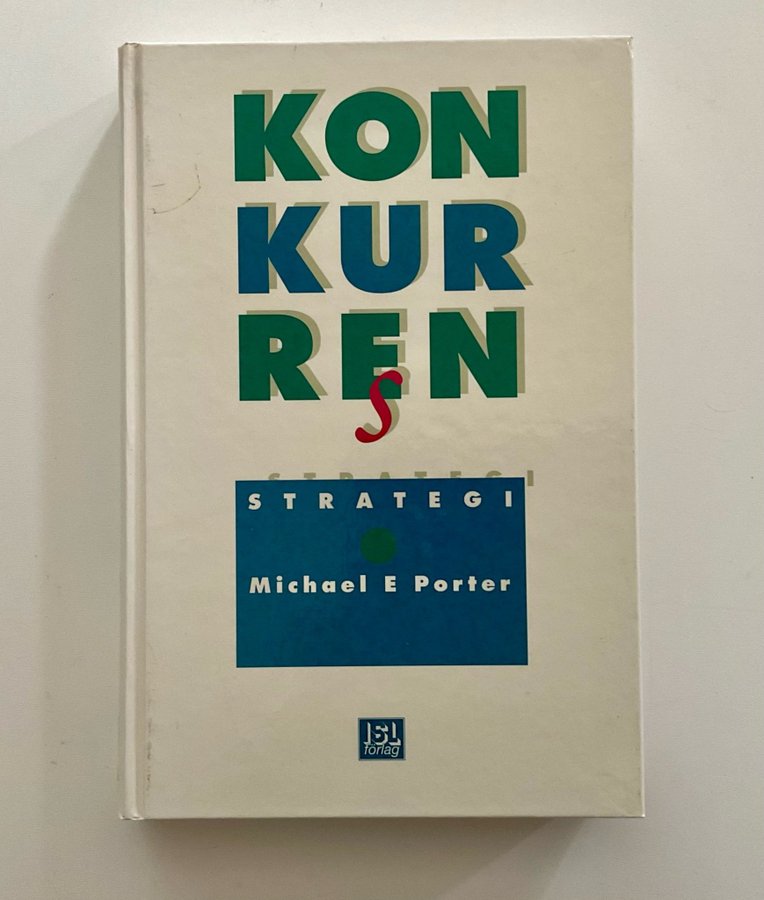 KON
KUR
REN
S
STRATEGI
Michael E Porter
ISL
förlag